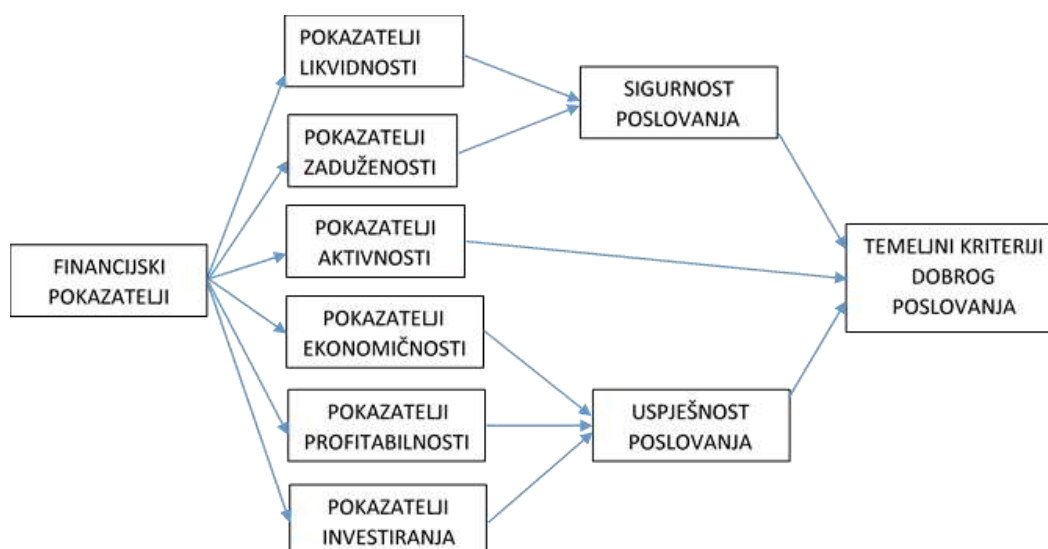 POKAZATELJI
LIKVIDNOSTI
POKAZATELJI
ZADUŽENOSTI
POKAZATELJI
AKTIVNOSTI
FINANCIJSKI
POKAZATELJI
POKAZATELJI
EKONOMIČNOSTI
POKAZATELJI
PROFITABILNOSTI
POKAZATELJI
INVESTIRANJA
SIGURNOST
POSLOVANJA
USPJEŠNOST
POSLOVANJA
TEMELJNI KRITERIJI
DOBROG
POSLOVANJA